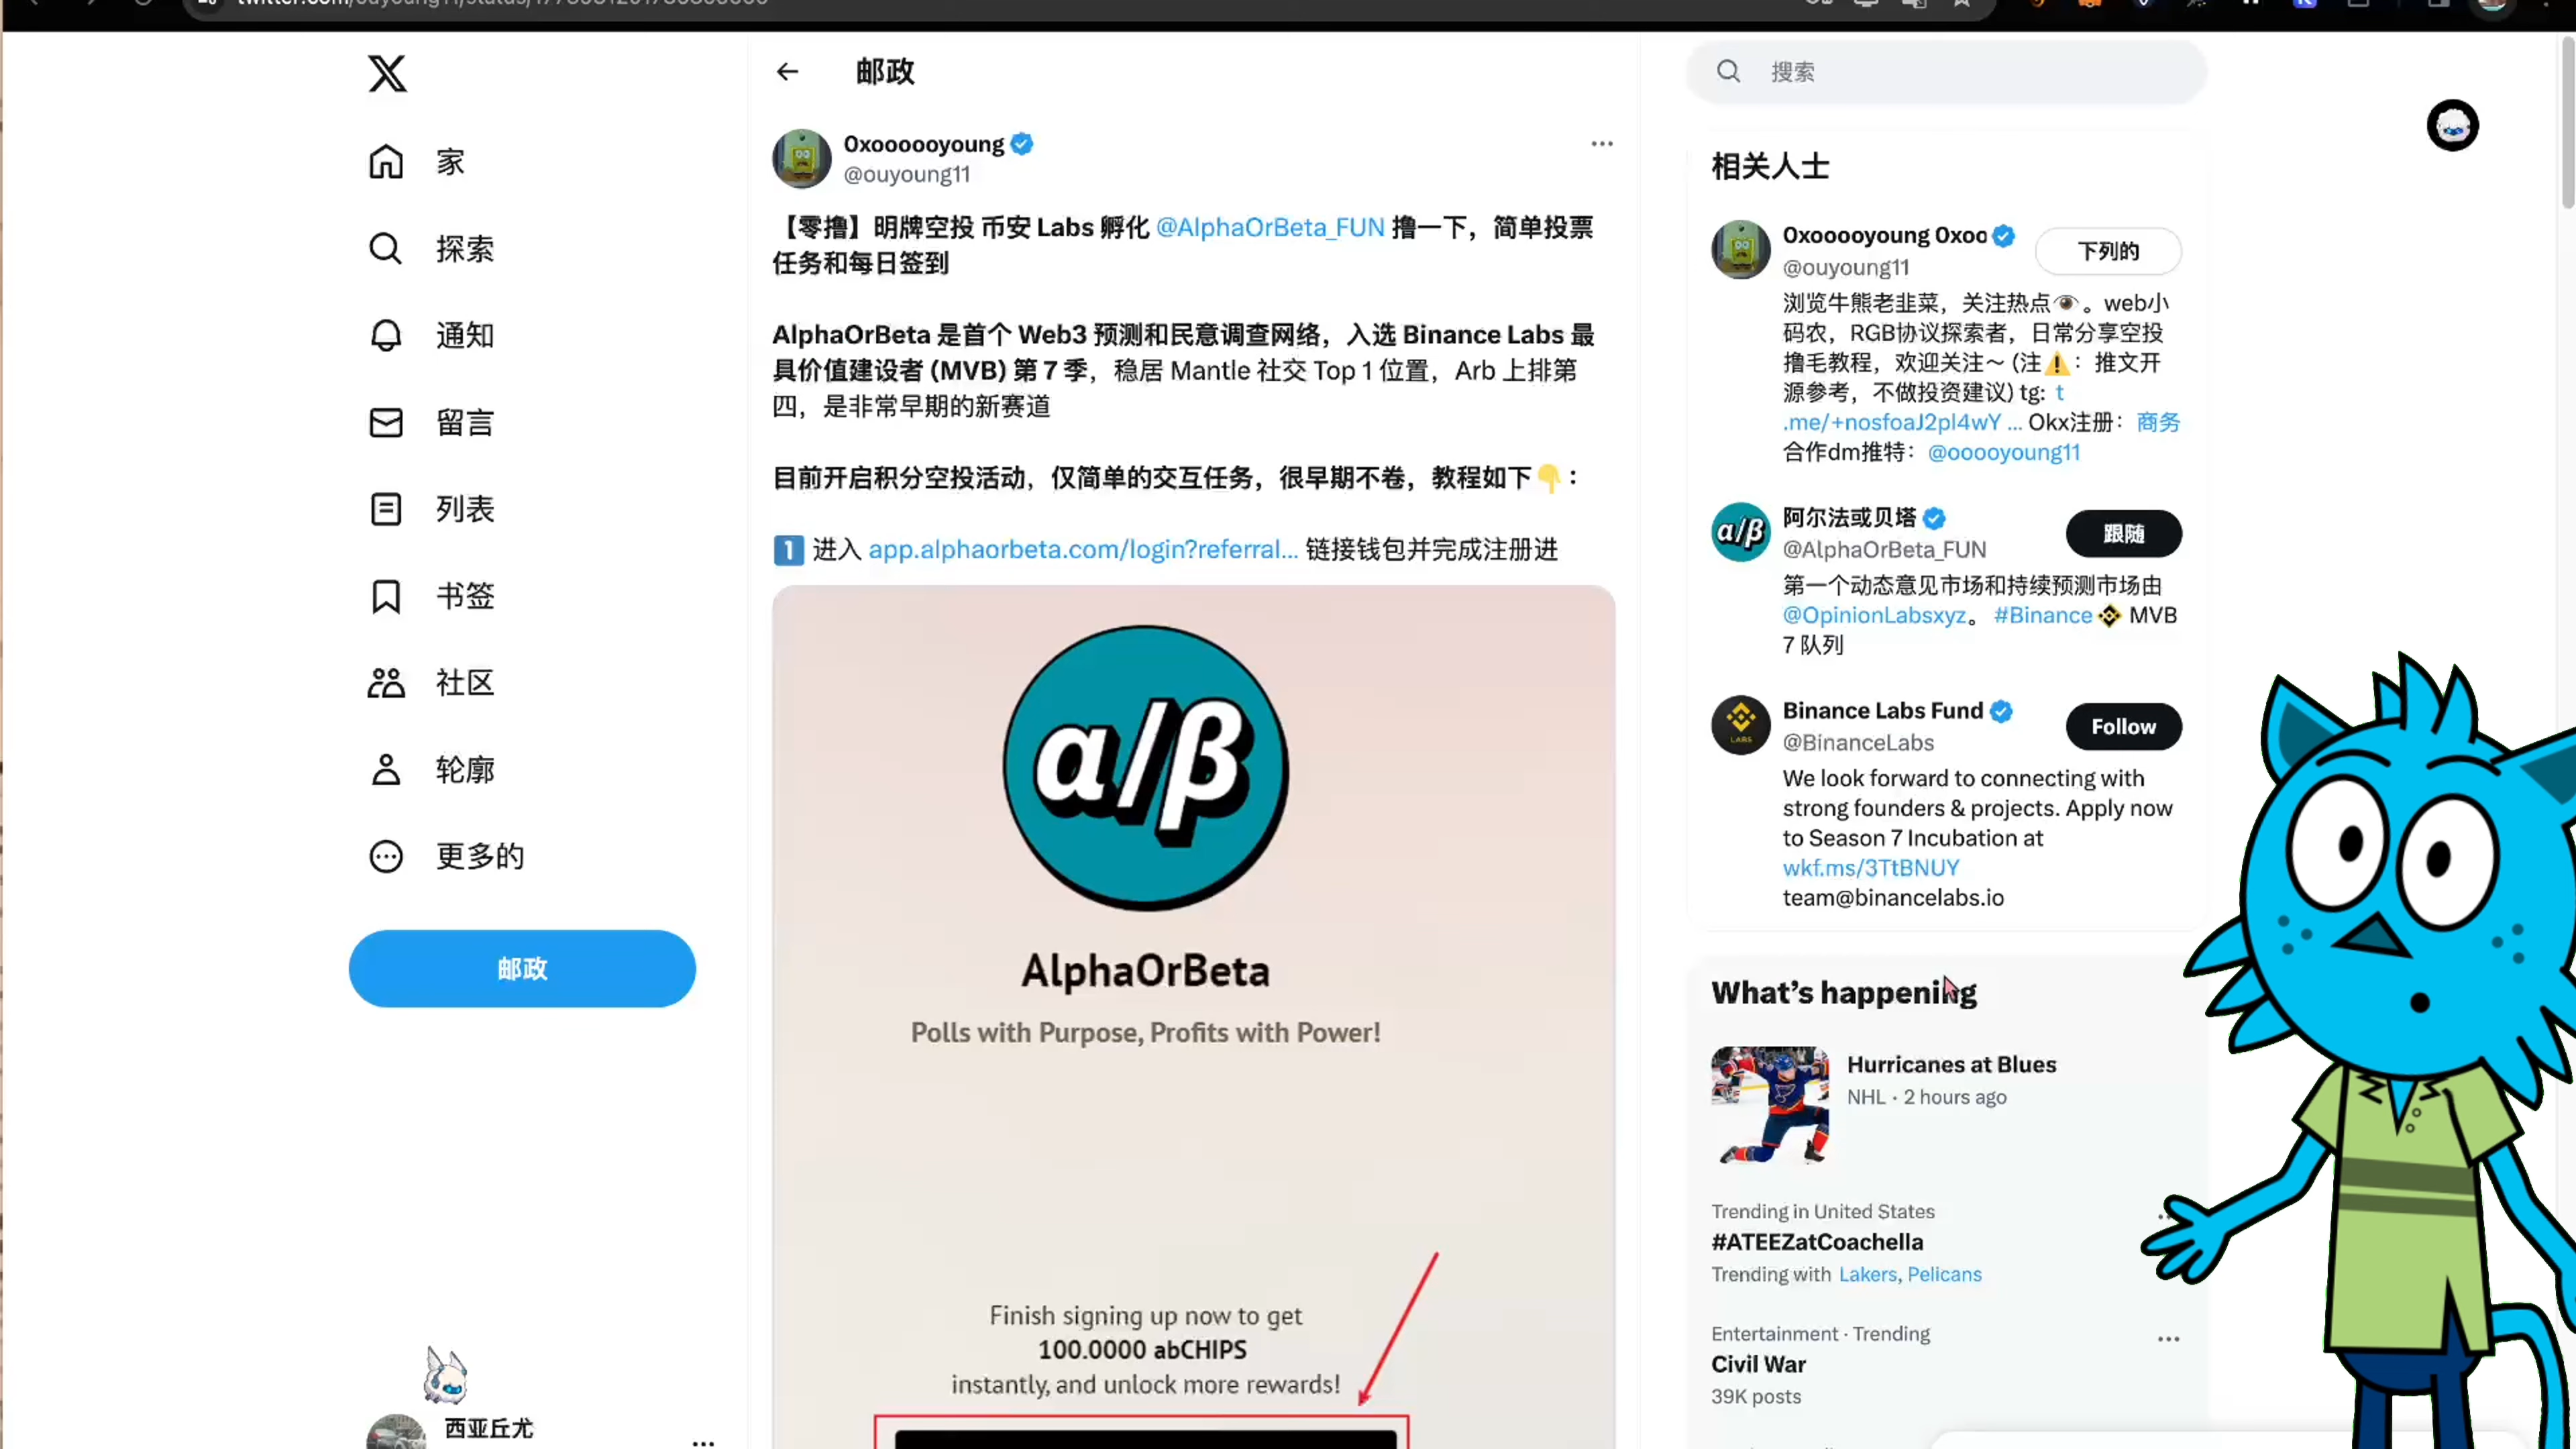 家
探索
通知
留言
列表
书签
社区
轮廓
更多的
邮政
西亚丘尤
邮政
0xoooooyoung
@ouyoung11
【零撸】明牌空投 币安 Labs 孵化 @AlphaOrBeta_FUN 撸一下，简单投票
任务和每日签到
AlphaOrBeta 是首个 Web3 预测和民意调查网络，入选 Binance Labs 最
具价值建设者 (MVB) 第 7 季，稳居 Mantle 社交 Top 1 位置，Arb 上排第
四，是非常早期的新赛道
目前开启积分空投活动，仅简单的交互任务，很早期不卷，教程如下👇：
1 进入 app.alphaorbeta.com/login?referral... 链接钱包并完成注册进
α/β
AlphaOrBeta
Polls with Purpose, Profits with Power!
Finish signing up now to get
100.0000 abCHIPS
instantly, and unlock more rewards!
搜索
相关人士
0xooooyoung 0xoo
@ouyoung11
下列的
浏览牛熊老韭菜，关注热点👁。web小
码农，RGB协议探索者，日常分享空投
撸毛教程，欢迎关注～ (注⚠️：推文开
源参考，不做投资建议) tg: t
.me/+nosfoaJ2pl4wY ... Okx注册：商务
合作dm推特：@ooooyoung11
α/β
阿尔法或贝塔
@AlphaOrBeta_FUN
跟随
第一个动态意见市场和持续预测市场由
@OpinionLabsxyz。 #Binance MVB
7 队列
LABS
Binance Labs Fund
@BinanceLabs
Follow
We look forward to connecting with
strong founders & projects. Apply now
to Season 7 Incubation at
wkf.ms/3TtBNUY
team@binancelabs.io
What's happening
Hurricanes at Blues
NHL · 2 hours ago
Trending in United States
#ATEEZatCoachella
Trending with Lakers, Pelicans
Entertainment · Trending
Civil War
39K posts